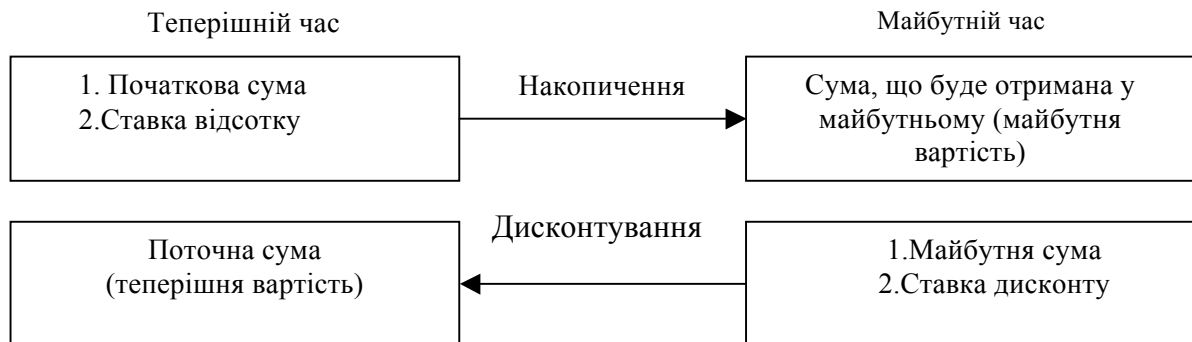 Теперішній час
Майбутній час
1. Початкова сума
2.Ставка відсотку
Накопичення
Сума, що буде отримана у
майбутньому (майбутня
вартість)
Поточна сума
(теперішня вартість)
Дисконтування
1.Майбутня сума
2.Ставка дисконту